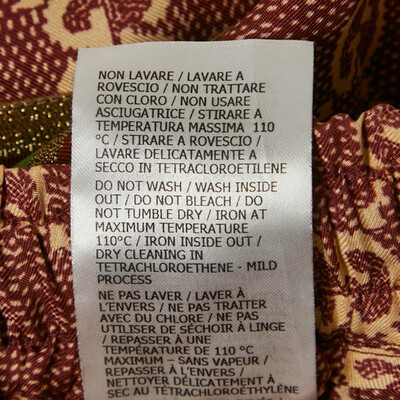 NON LAVARE / LAVARE A
ROVESCIO / NON TRATTARE
CON CLORO / NON USARE
ASCIUGATRICE / STIRARE A
TEMPERATURA MASSIMA 110
°C / STIRARE A ROVESCIO /
LAVARE DELICATAMENTE A
SECCO IN TETRACLOROETILENE
DO NOT WASH / WASH INSIDE
OUT / DO NOT BLEACH / DO
NOT TUMBLE DRY / IRON AT
MAXIMUM TEMPERATURE
110°C / IRON INSIDE OUT /
DRY CLEANING IN
TETRACHLOROETHENE - MILD
PROCESS
NE PAS LAVER / LAVER À
L'ENVERS / NE PAS TRAITER
AVEC DU CHLORE / NE PAS
UTILISER DE SÉCHOIR À LINGE
/ REPASSER À UNE
TEMPÉRATURE DE 110 °C
MAXIMUM - SANS VAPEUR /
REPASSER À L'ENVERS /
NETTOYER DÉLICATEMENT À
SEC AU TÉTRACHLOROÉTHYLÈNE